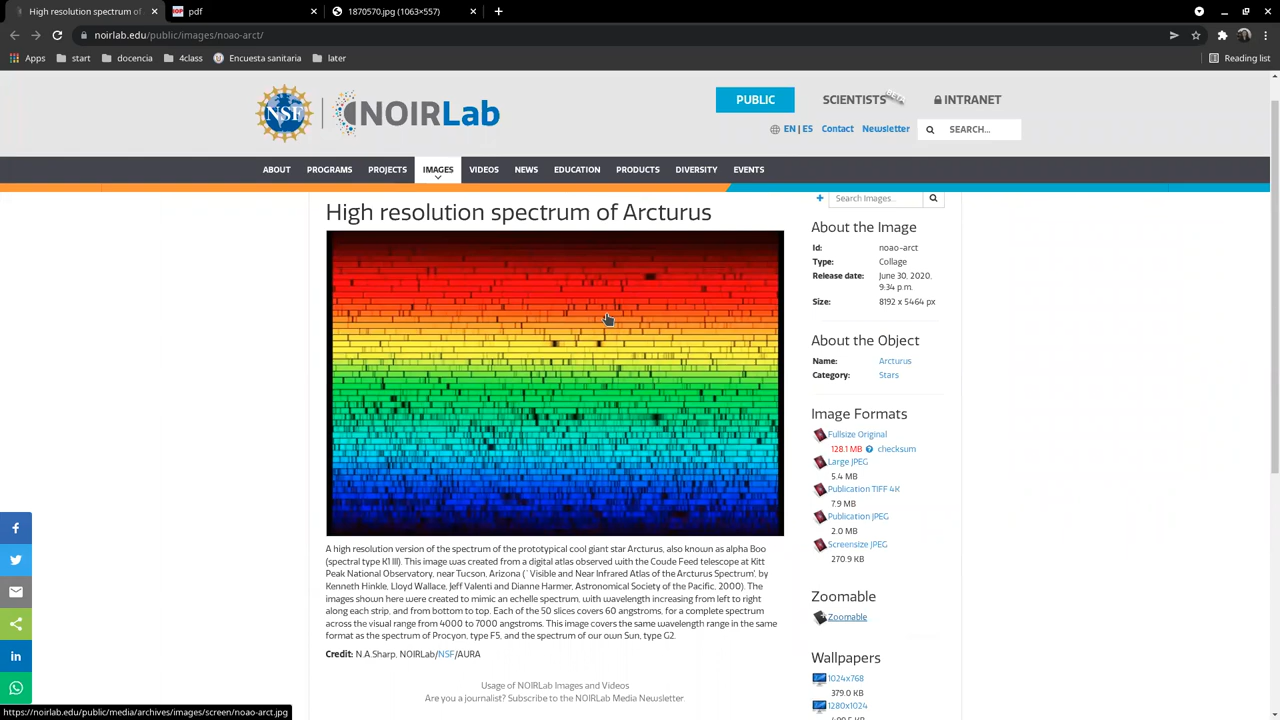 High resolution spectrum of
pdf
1870570.jpg (1063×557)
noirlab.edu/public/images/noao-art/
Apps
start
docencia
4class
Encuesta sanitaria
later
Reading list
NSF
NOIRLab
PUBLIC
SCIENTISTS BETA
INTRANET
EN | ES Contact Newsletter
SEARCH...
ABOUT PROGRAMS PROJECTS IMAGES VIDEOS NEWS EDUCATION PRODUCTS DIVERSITY EVENTS
High resolution spectrum of Arcturus
A high resolution version of the spectrum of the prototypical cool giant star Arcturus, also known as alpha Boo
(spectral type K1 III). This image was created from a digital atlas observed with the Coude Feed telescope at Kitt
Peak National Observatory, near Tucson, Arizona (``Visible and Near Infrared Atlas of the Arcturus Spectrum'', by
Kenneth Hinkle, Lloyd Wallace, Jeff Valenti and Dianne Harmer, Astronomical Society of the Pacific, 2000). The
images shown here were created to mimic an echelle spectrum, with wavelength increasing from left to right
along each strip, and from bottom to top. Each of the 50 slices covers 60 angstroms, for a complete spectrum
across the visual range from 4000 to 7000 angstroms. This image covers the same wavelength range in the same
format as the spectrum of Procyon, type F5, and the spectrum of our own Sun, type G2.
Credit: N.A.Sharp, NOIRLab/NSF/AURA
Usage of NOIRLab Images and Videos
Are you a journalist? Subscribe to the NOIRLab Media Newsletter.
Search Images..
About the Image
Id: noao-arct
Type: Collage
Release date: June 30, 2020,
9:34 p.m.
Size: 8192 x 5464 px
About the Object
Name: Arcturus
Category: Stars
Image Formats
Fullsize Original
128.1 MB checksum
Large JPEG
5.4 MB
Publication TIFF 4K
7.9 MB
Publication JPEG
2.0 MB
Screensize JPEG
270.9 KB
Zoomable
Zoomable
Wallpapers
1024x768
379.0 KB
1280x1024
https://noirlab.edu/public/media/archives/images/screen/noao-arct.jpg